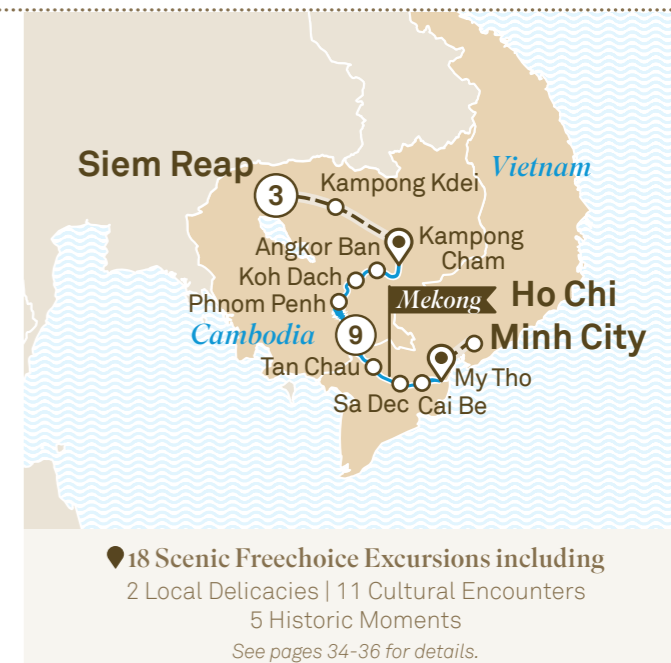 Siem Reap
Kampong Kdei
Vietnam
3
Angkor Ban
Kampong
Cham
Koh Dach
Phnom Penh
Mekong
Ho Chi
Minh City
Cambodia
9
Tan Chau
My Tho
Sa Dec
Cai Be
18 Scenic Freechoice Excursions including
2 Local Delicacies | 11 Cultural Encounters
5 Historic Moments
See pages 34-36 for details.